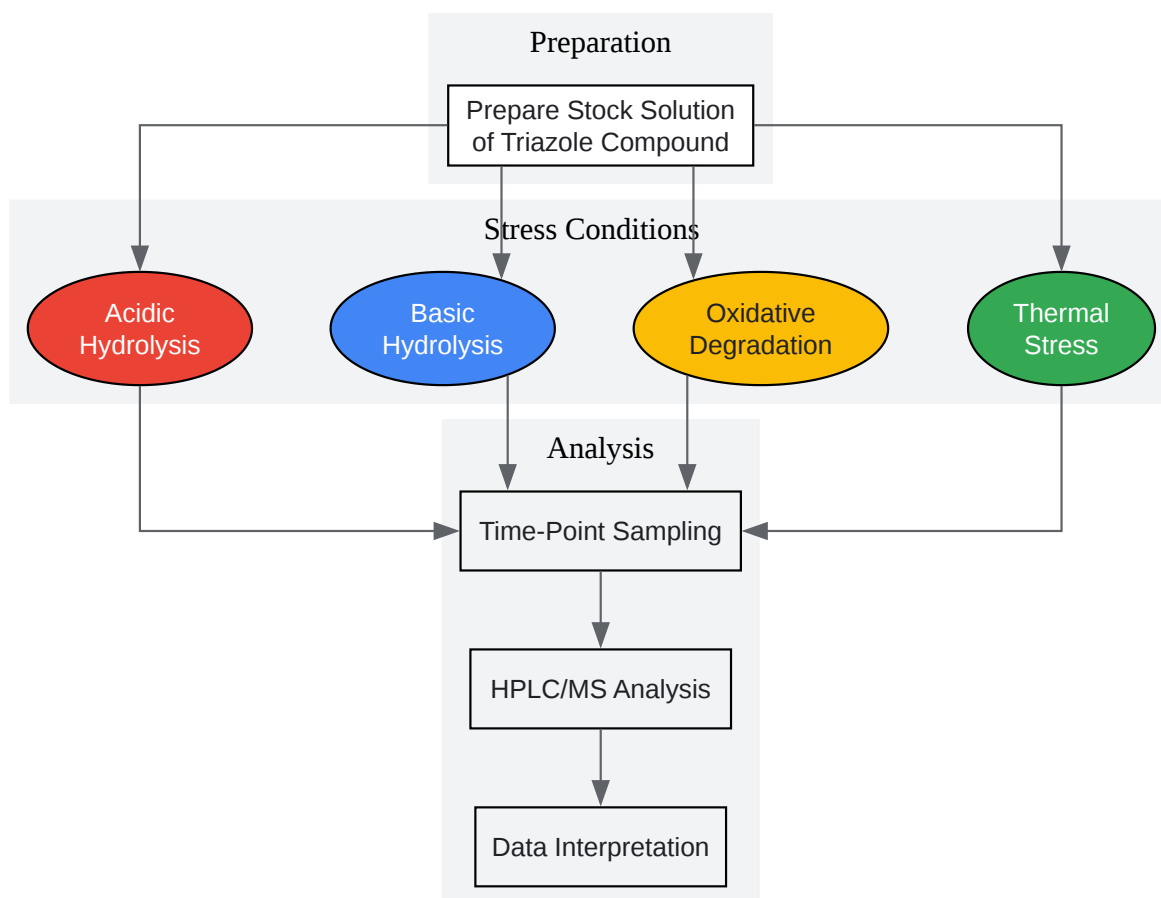 Preparation
Prepare Stock Solution
of Triazole Compound
Stress Conditions
Acidic
Hydrolysis
Basic
Hydrolysis
Oxidative
Degradation
Thermal
Stress
Analysis
Time-Point Sampling
HPLC/MS Analysis
Data Interpretation